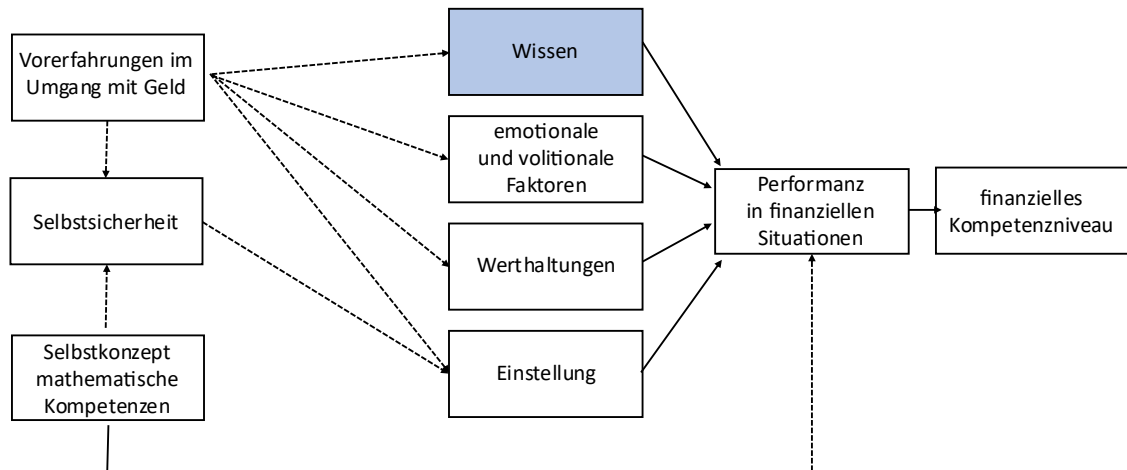 Vorerfahrungen im
Umgang mit Geld
Selbstsicherheit
Selbstkonzept
mathematische
Kompetenzen
Wissen
emotionale
und volitionale
Faktoren
Werthaltungen
Einstellung
Performanz
in finanziellen
Situationen
finanzielles
Kompetenzniveau